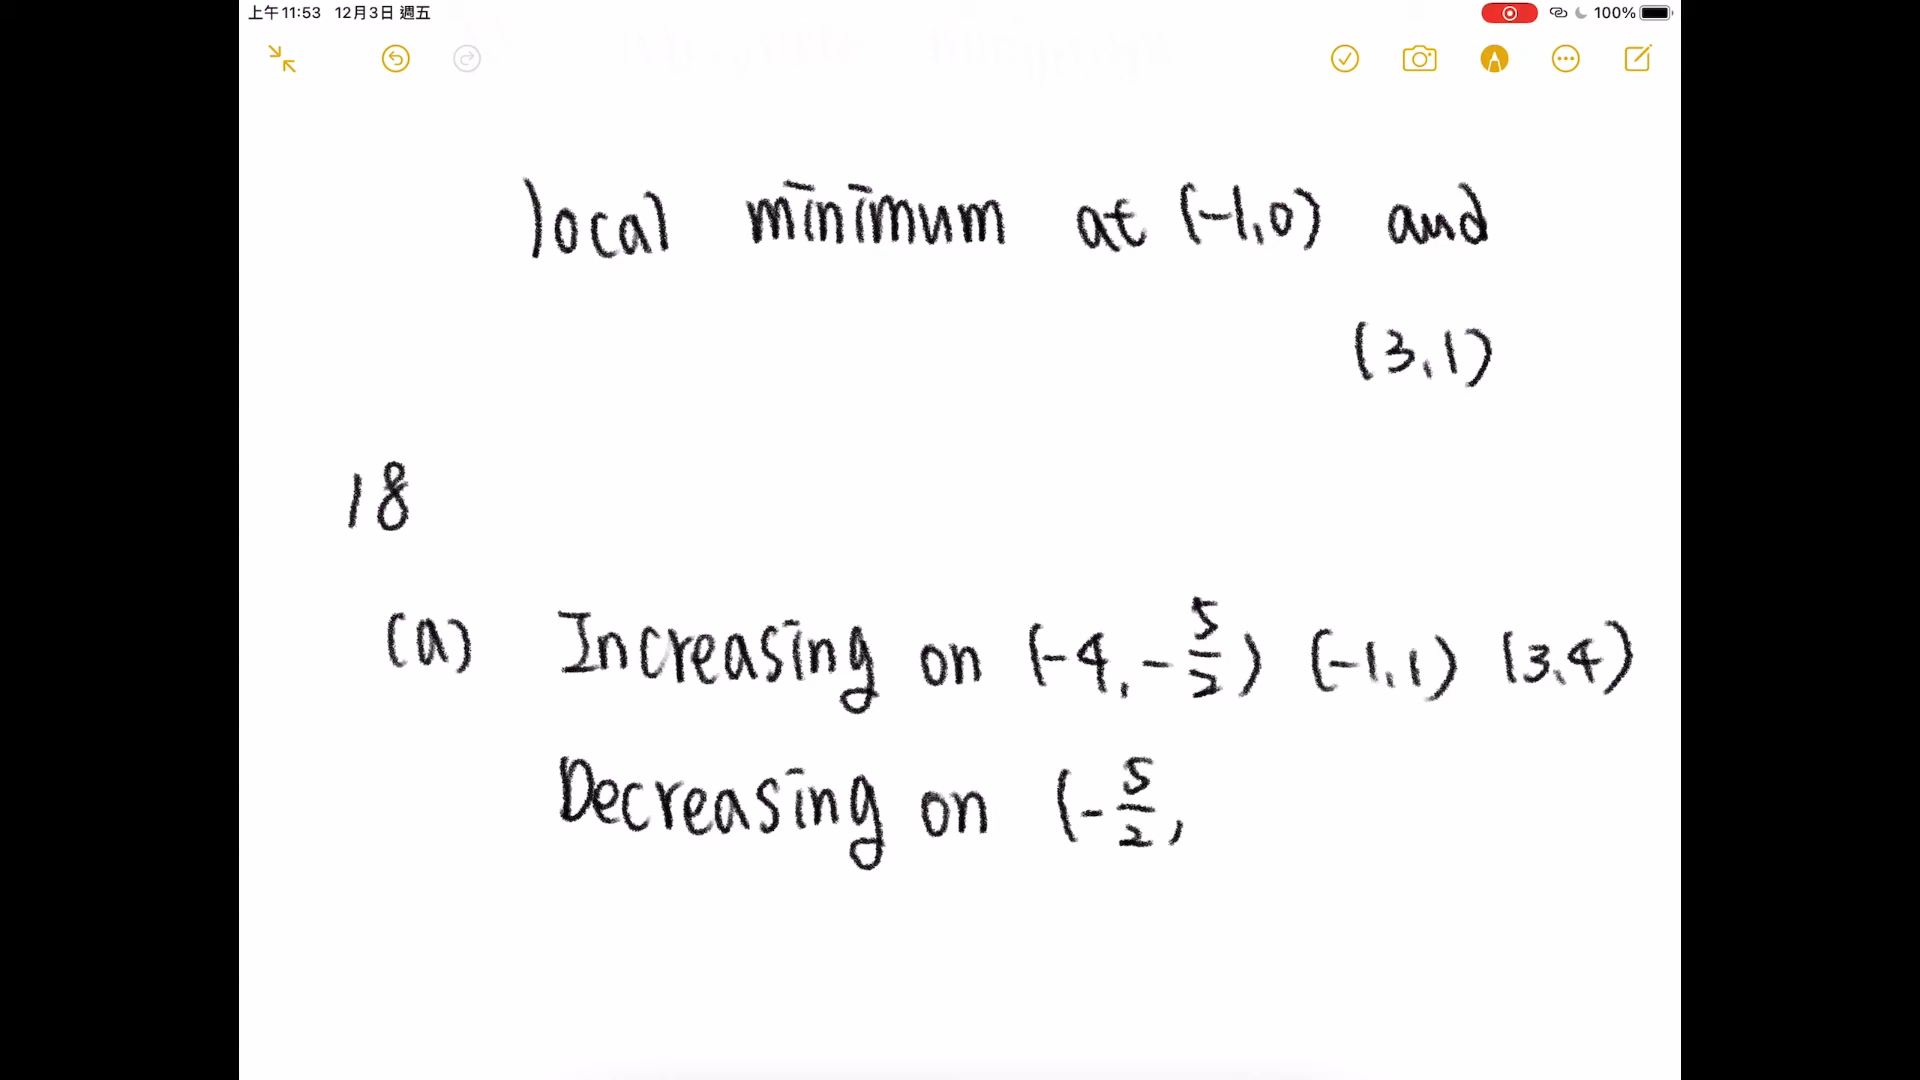 上午11:53 12月3日 週五 100%
local minimum at (-1,0) and
(3,1)
18
(a) Increasing on (-4, -5/2) (-1,1) (3,4)
Decreasing on (-5/2,